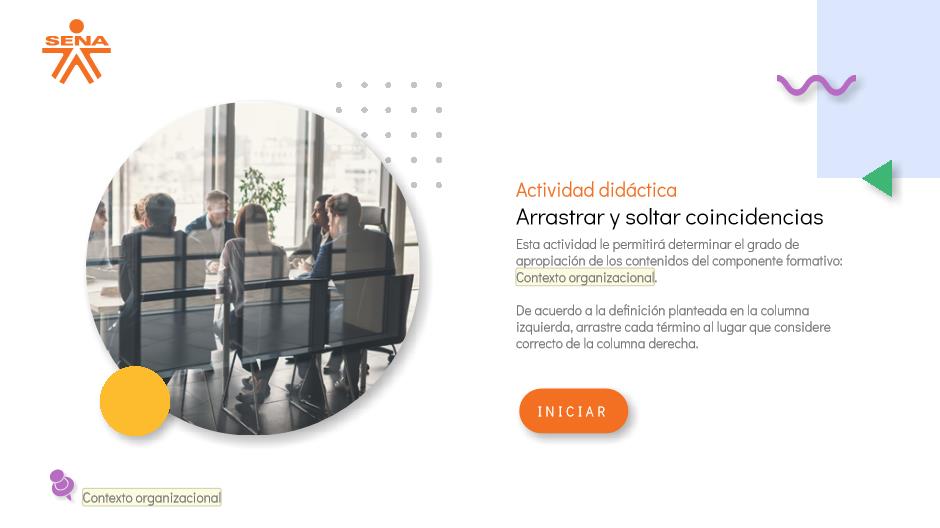 SENA
Actividad didáctica
Arrastrar y soltar coincidencias
Esta actividad le permitirá determinar el grado de
apropiación de los contenidos del componente formativo:
Contexto organizacional.
De acuerdo a la definición planteada en la columna
izquierda, arrastre cada término al lugar que considere
correcto de la columna derecha.
INICIAR
Contexto organizacional